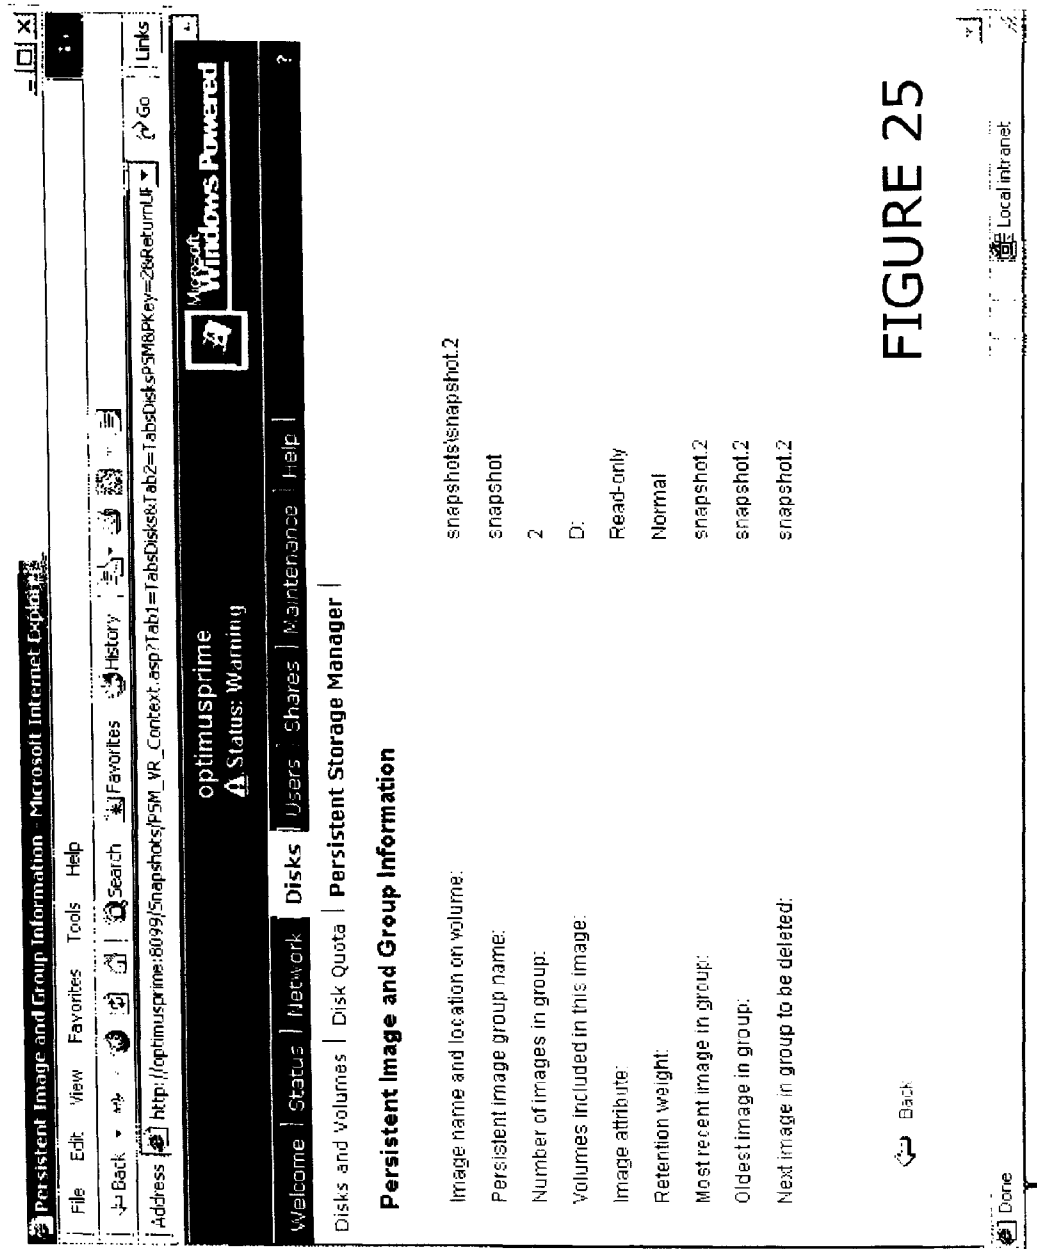 Persistent Image and Group Information - Microsoft Internet Explorer
File Edit View Favorites Tools Help
Back Search Favorites History
Address http://optimusprime:8099/Snapshots/PSM_VR_Context.asp?Tab1=TabsDisks&Tab2=TabsDisksPSM&PKey=2&ReturnUR Go Links
optimusprime
Status: Warning
Microsoft
Windows Powered
Welcome | Status | Network | Disks | Users | Shares | Maintenance | Help | ?
Disks and Volumes | Disk Quota | Persistent Storage Manager |
Persistent Image and Group Information
Image name and location on volume: snapshots\snapshot.2
Persistent image group name: snapshot
Number of images in group: 2
Volumes included in this image: D:
Image attribute: Read-only
Retention weight: Normal
Most recent image in group: snapshot.2
Oldest image in group: snapshot.2
Next image in group to be deleted: snapshot.2
Back
FIGURE 25
Done Local intranet